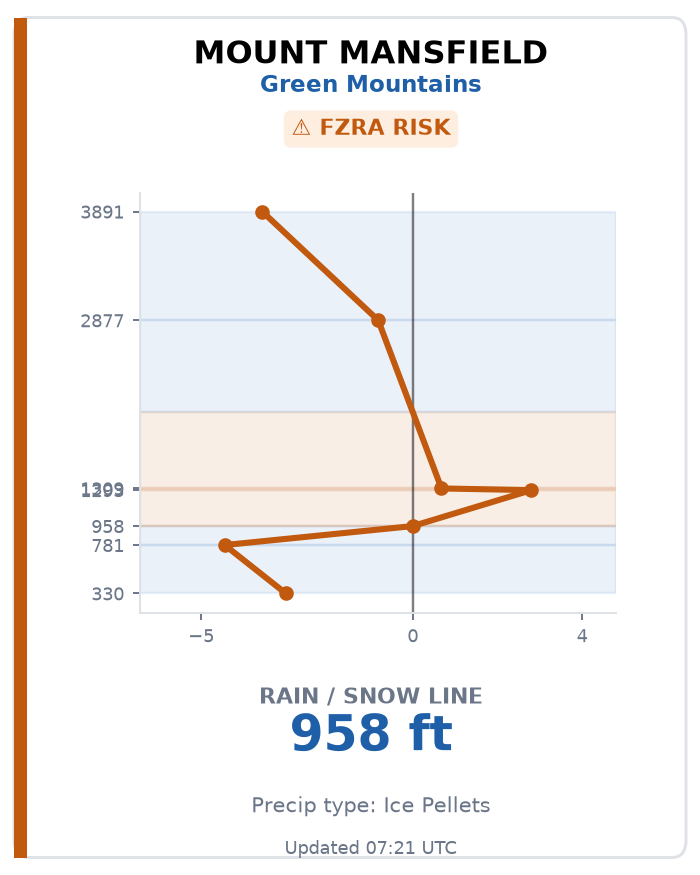 MOUNT MANSFIELD
Green Mountains
⚠ FZRA RISK
3891
2877
958
781
330
−5 0 4
RAIN / SNOW LINE
958 ft
Precip type: Ice Pellets
Updated 07:21 UTC